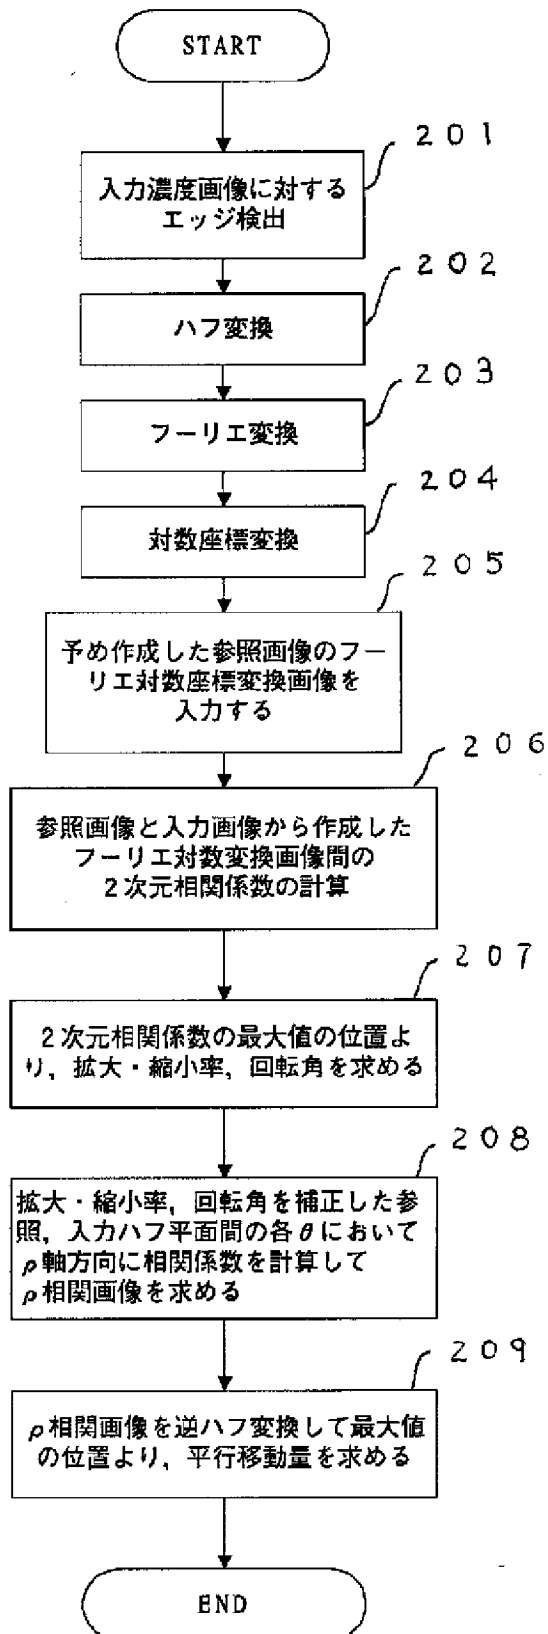 START
201
入力濃度画像に対する
エッジ検出
202
ハフ変換
203
フーリエ変換
204
対数座標変換
205
予め作成した参照画像のフー
リエ対数座標変換画像を
入力する
206
参照画像と入力画像から作成した
フーリエ対数変換画像間の
2次元相関係数の計算
207
2次元相関係数の最大値の位置よ
り，拡大・縮小率，回転角を求める
208
拡大・縮小率，回転角を補正した参
照，入力ハフ平面間の各θにおいて
ρ軸方向に相関係数を計算して
ρ相関画像を求める
209
ρ相関画像を逆ハフ変換して最大値
の位置より，平行移動量を求める
END